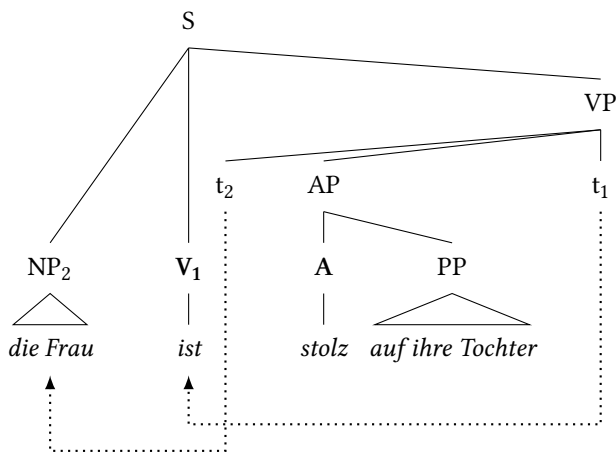 S
VP
t₂ AP t₁
NP₂ V₁ A PP
die Frau ist stolz auf ihre Tochter